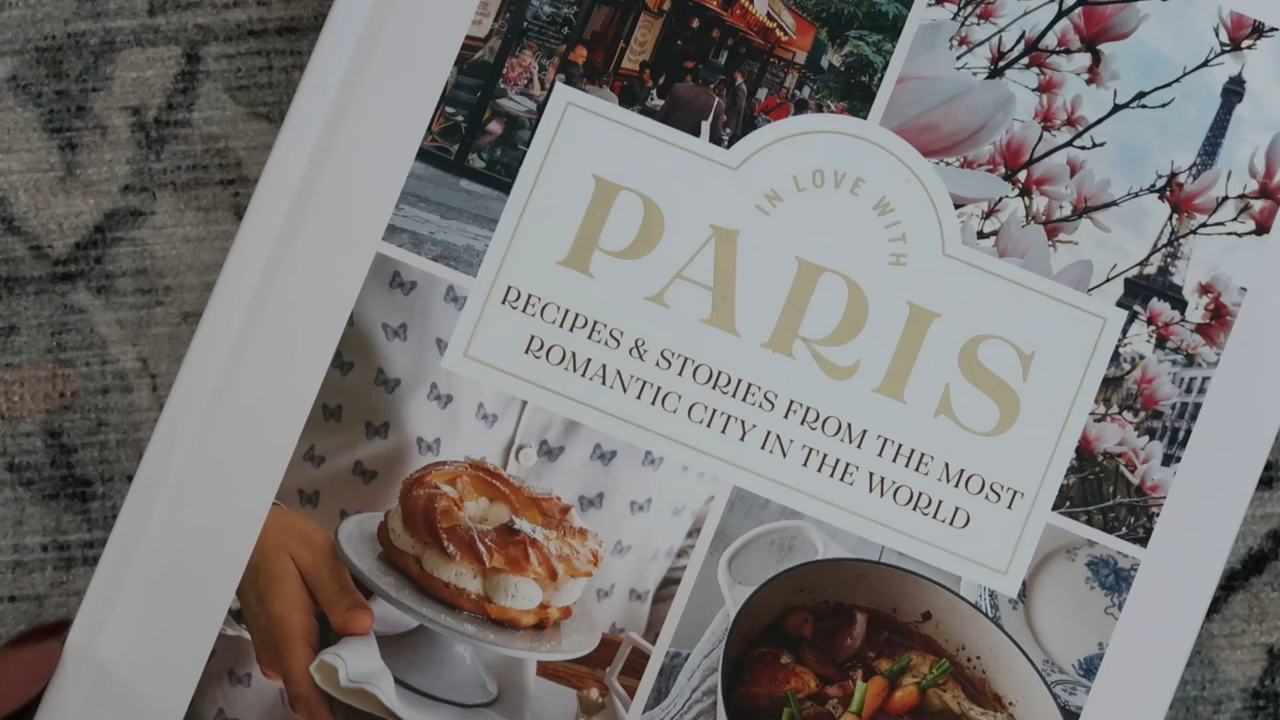 IN LOVE WITH
PARIS
RECIPES & STORIES FROM THE MOST
ROMANTIC CITY IN THE WORLD